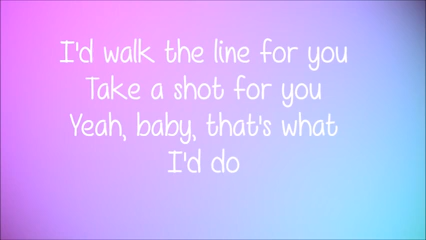 I'd walk the line for you
Take a shot for you
Yeah, baby, that's what
I'd do